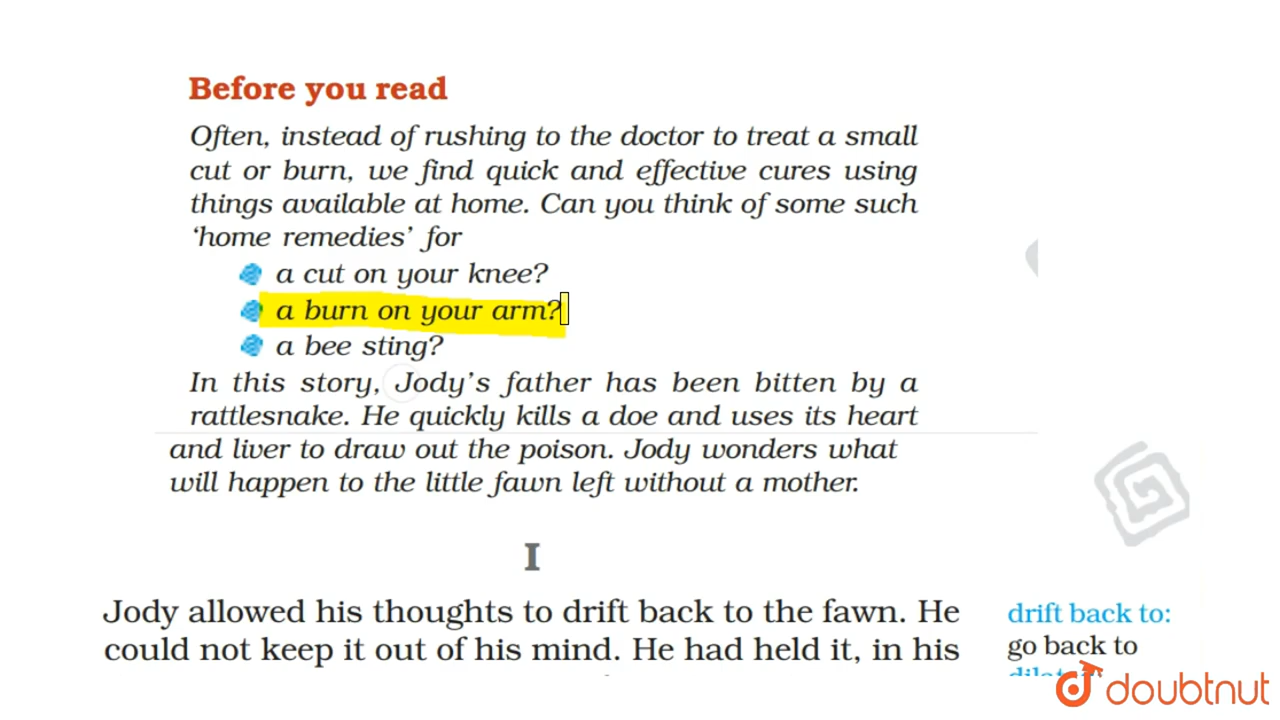 Before you read
Often, instead of rushing to the doctor to treat a small
cut or burn, we find quick and effective cures using
things available at home. Can you think of some such
‘home remedies’ for
a cut on your knee?
a burn on your arm?
a bee sting?
In this story, Jody’s father has been bitten by a
rattlesnake. He quickly kills a doe and uses its heart
and liver to draw out the poison. Jody wonders what
will happen to the little fawn left without a mother.
I
Jody allowed his thoughts to drift back to the fawn. He
could not keep it out of his mind. He had held it, in his
drift back to:
go back to
doubtnut